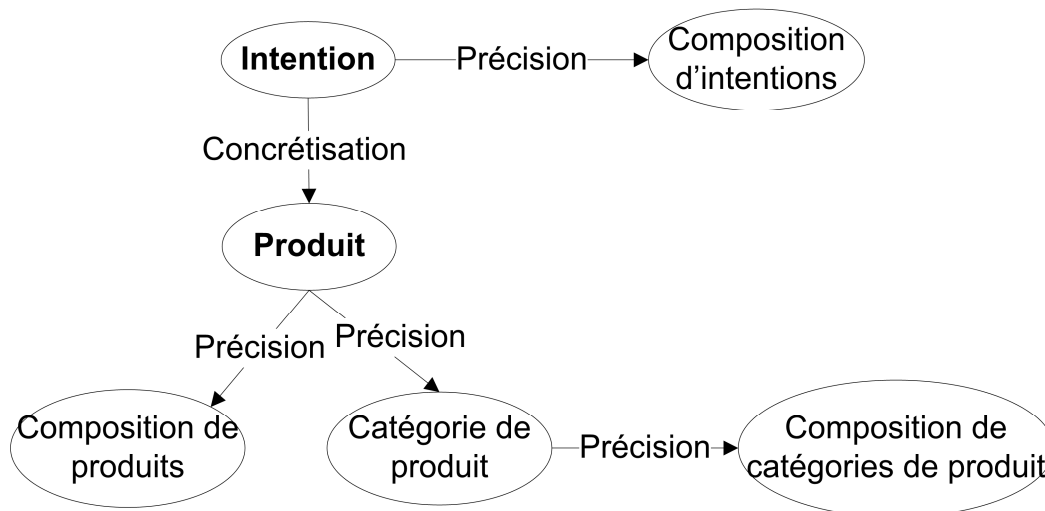 Intention
Précision
Composition
d'intentions
Concrétisation
Produit
Précision
Précision
Composition de
produits
Catégorie de
produit
Précision
Composition de
catégories de produit